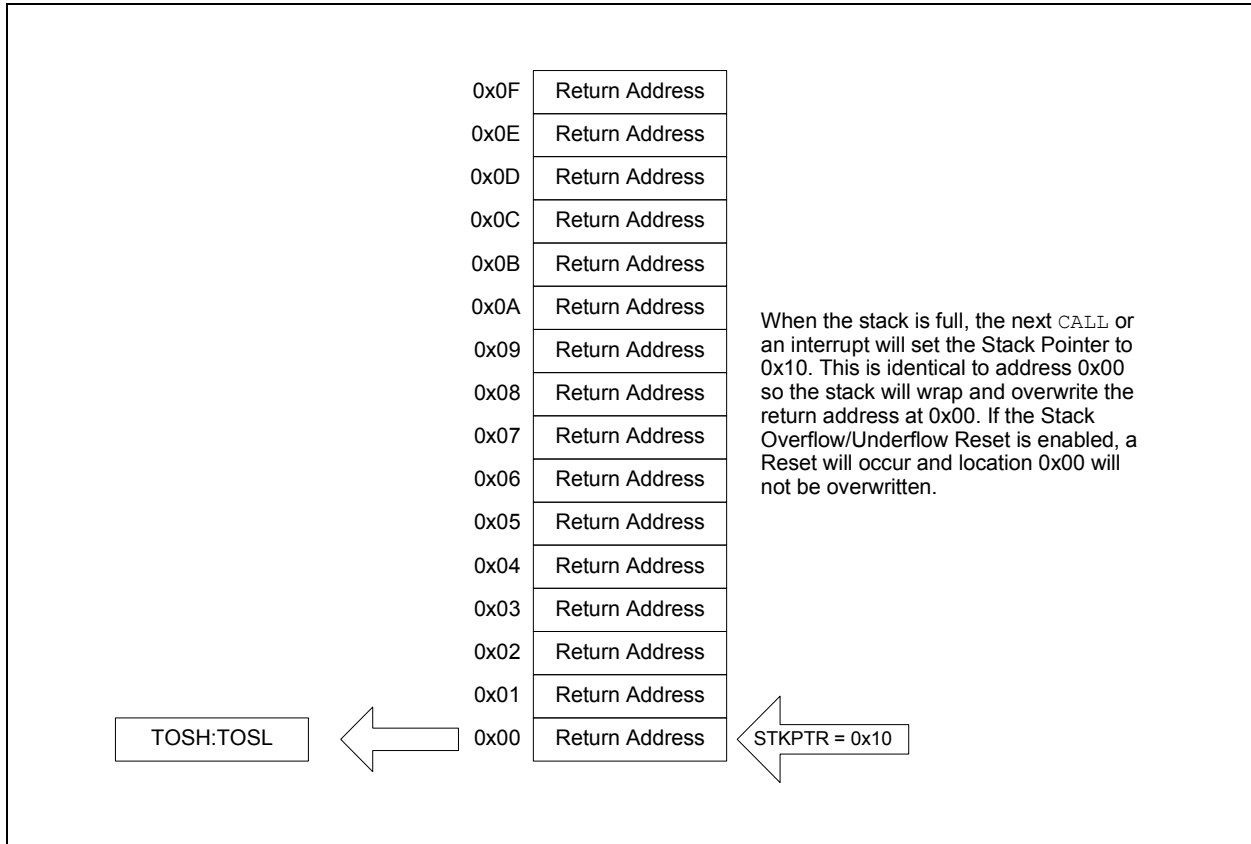 0x0F Return Address
0x0E Return Address
0x0D Return Address
0x0C Return Address
0x0B Return Address
0x0A Return Address
0x09 Return Address
0x08 Return Address
0x07 Return Address
0x06 Return Address
0x05 Return Address
0x04 Return Address
0x03 Return Address
0x02 Return Address
0x01 Return Address
TOSH:TOSL 0x00 Return Address STKPTR = 0x10
When the stack is full, the next CALL or
an interrupt will set the Stack Pointer to
0x10. This is identical to address 0x00
so the stack will wrap and overwrite the
return address at 0x00. If the Stack
Overflow/Underflow Reset is enabled, a
Reset will occur and location 0x00 will
not be overwritten.